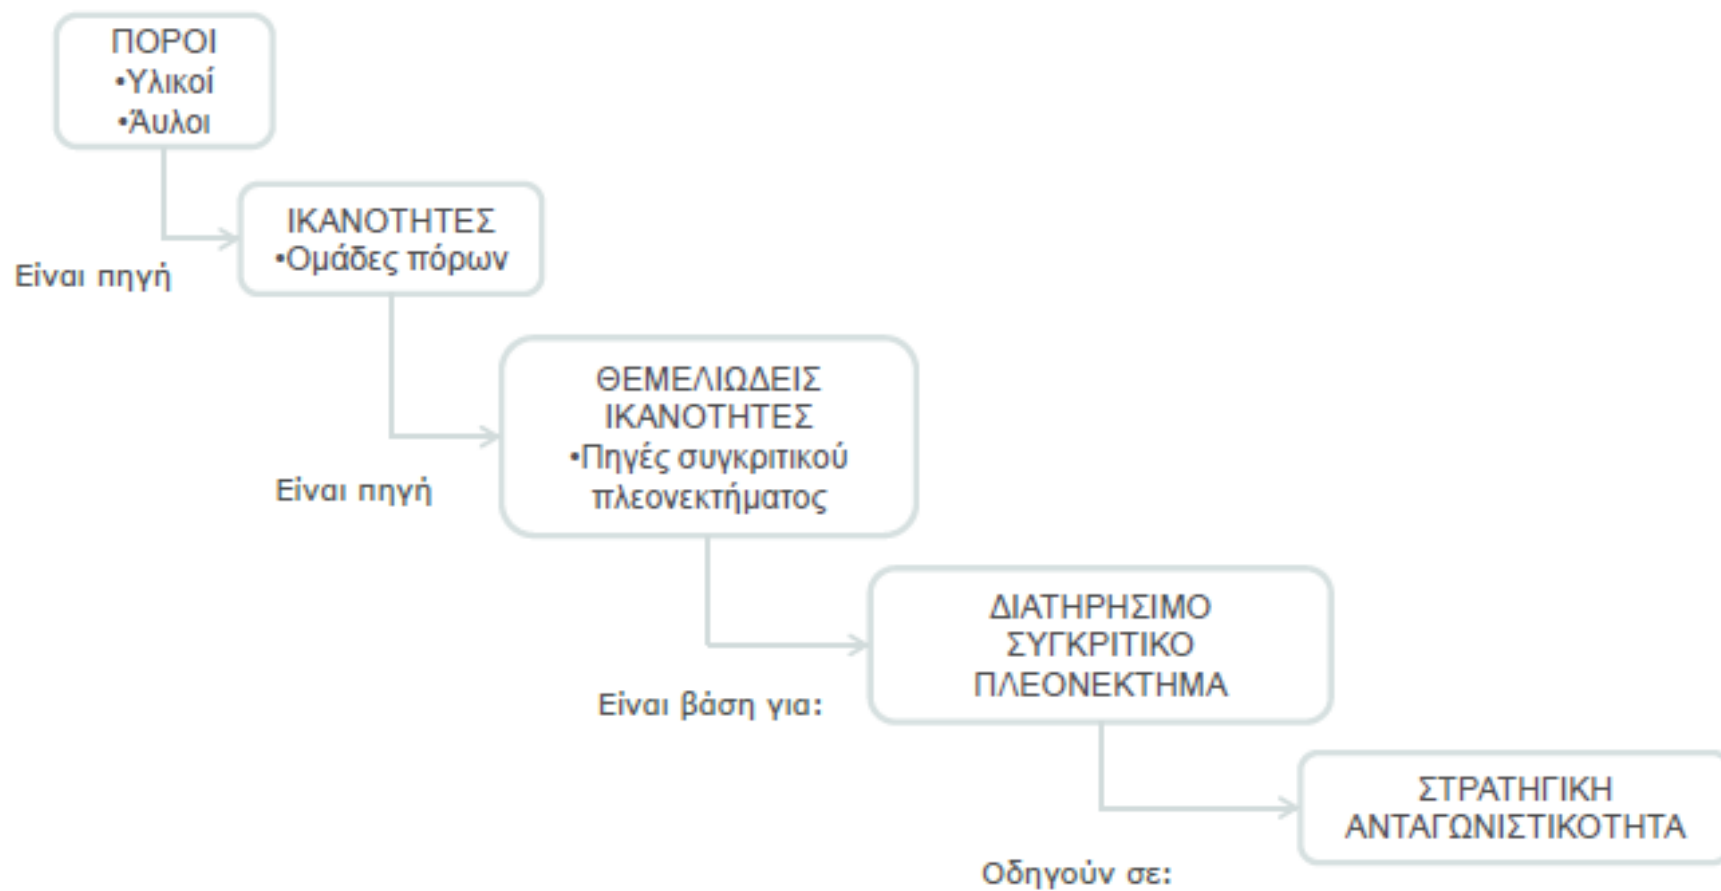 ΠΟΡΟΙ
•Υλικοί
•Άυλοι
Είναι πηγή
ΙΚΑΝΟΤΗΤΕΣ
•Ομάδες πόρων
Είναι πηγή
ΘΕΜΕΛΙΩΔΕΙΣ
ΙΚΑΝΟΤΗΤΕΣ
•Πηγές συγκριτικού
πλεονεκτήματος
Είναι βάση για:
ΔΙΑΤΗΡΗΣΙΜΟ
ΣΥΓΚΡΙΤΙΚΟ
ΠΛΕΟΝΕΚΤΗΜΑ
Οδηγούν σε:
ΣΤΡΑΤΗΓΙΚΗ
ΑΝΤΑΓΩΝΙΣΤΙΚΟΤΗΤΑ